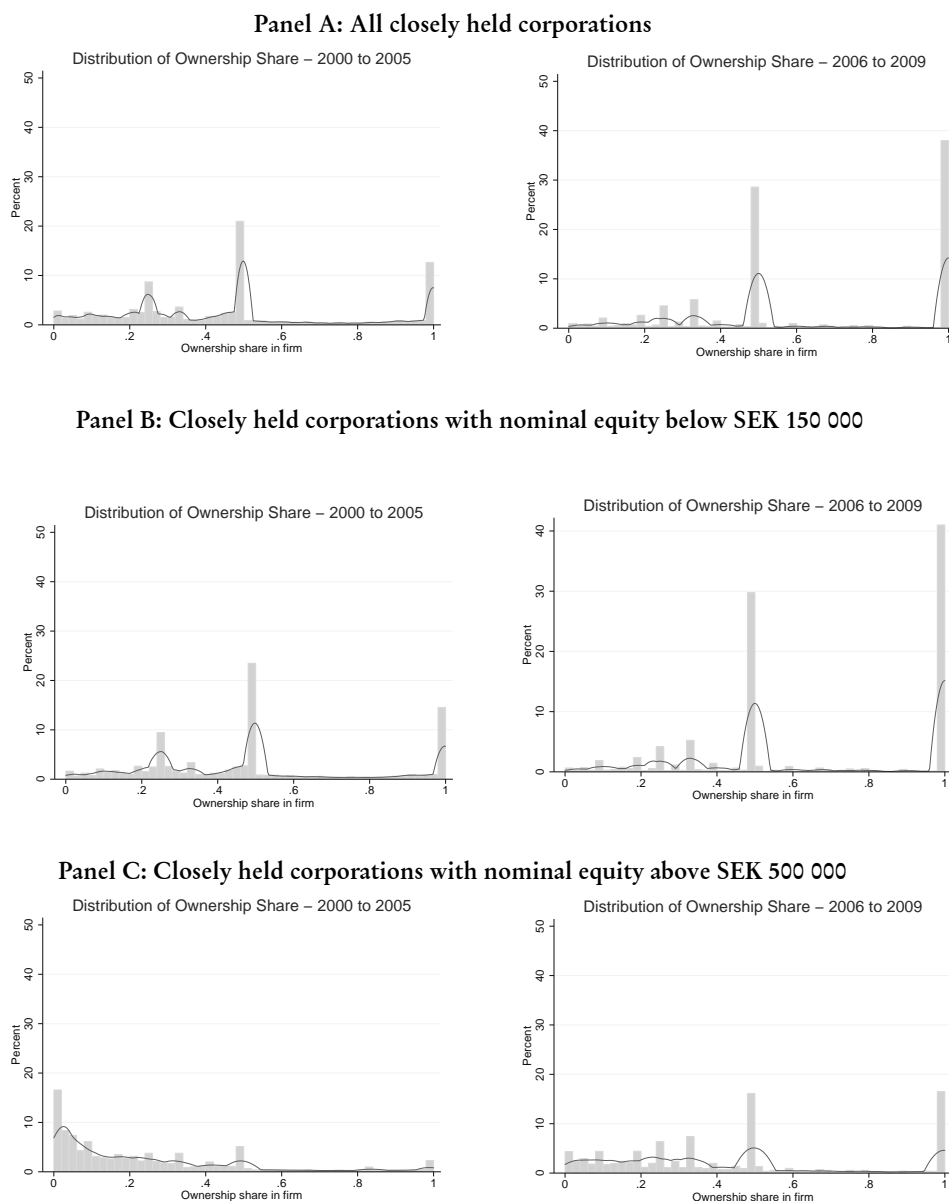 Panel A: All closely held corporations
Distribution of Ownership Share – 2000 to 2005
Percent
0 10 20 30 40 50
0 .2 .4 .6 .8 1
Ownership share in firm
Distribution of Ownership Share – 2006 to 2009
Percent
0 10 20 30 40 50
0 .2 .4 .6 .8 1
Ownership share in firm
Panel B: Closely held corporations with nominal equity below SEK 150 000
Distribution of Ownership Share – 2000 to 2005
Percent
0 10 20 30 40 50
0 .2 .4 .6 .8 1
Ownership share in firm
Distribution of Ownership Share – 2006 to 2009
Percent
0 10 20 30 40
0 .2 .4 .6 .8 1
Ownership share in firm
Panel C: Closely held corporations with nominal equity above SEK 500 000
Distribution of Ownership Share – 2000 to 2005
Percent
0 10 20 30 40 50
0 .2 .4 .6 .8 1
Ownership share in firm
Distribution of Ownership Share – 2006 to 2009
Percent
0 10 20 30 40 50
0 .2 .4 .6 .8 1
Ownership share in firm